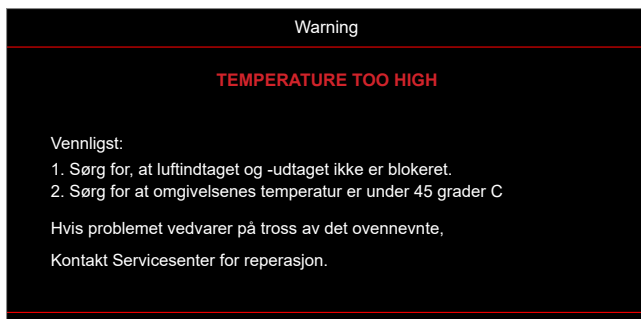 Warning
TEMPERATURE TOO HIGH
Vennligst:
1. Sørg for, at luftindtaget og -udtaget ikke er blokeret.
2. Sørg for at omgivelsenes temperatur er under 45 grader C
Hvis problemet vedvarer på tross av det ovennevnte,
Kontakt Servicesenter for reperasjon.